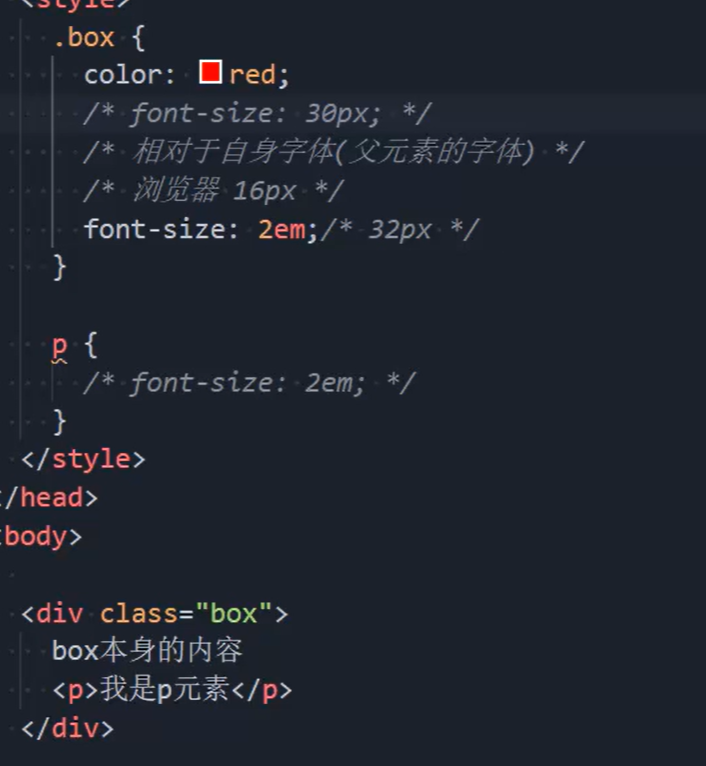 <style>
.box {
color: red;
/* font-size: 30px; */
/* 相对于自身字体(父元素的字体) */
/* 浏览器 16px */
font-size: 2em;/* 32px */
}
p {
/* font-size: 2em; */
}
</style>
/head>
body>
<div class="box">
box本身的内容
<p>我是p元素</p>
</div>